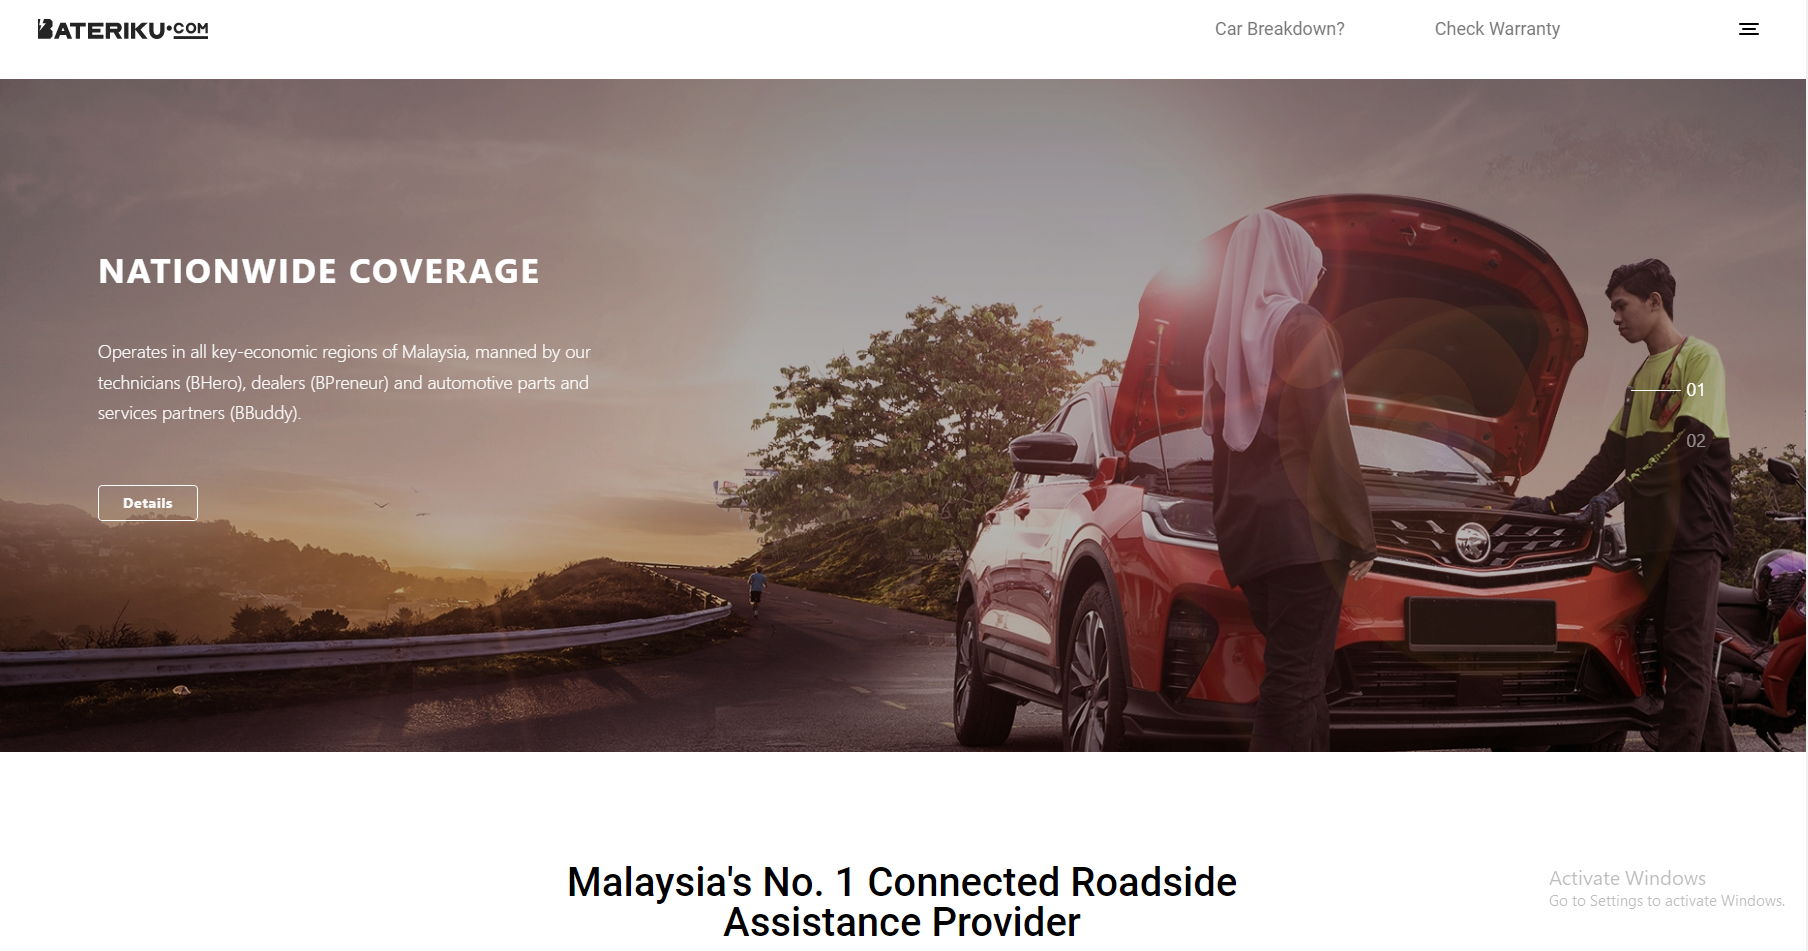 BATERIKU.COM
Car Breakdown?
Check Warranty
NATIONWIDE COVERAGE
Operates in all key-economic regions of Malaysia, manned by our
technicians (BHero), dealers (BPreneur) and automotive parts and
services partners (BBuddy).
Details
01
02
Malaysia's No. 1 Connected Roadside
Assistance Provider
Activate Windows
Go to Settings to activate Windows.